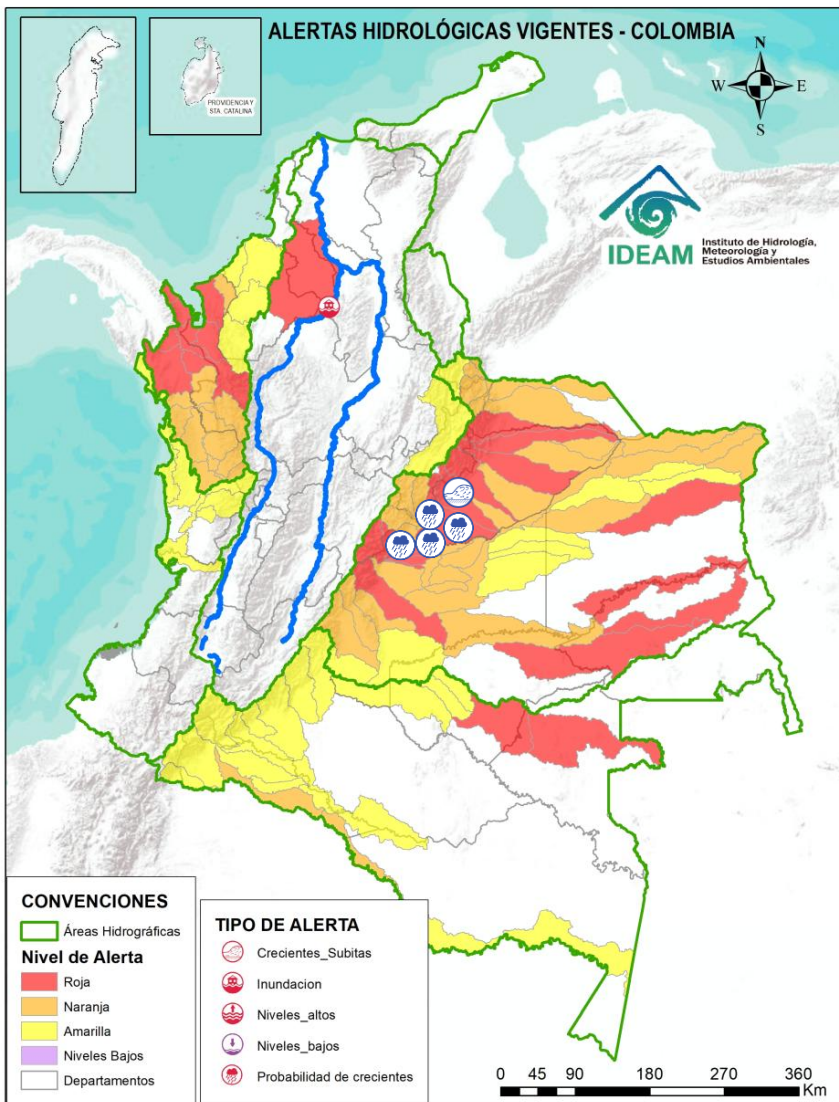 ALERTAS HIDROLÓGICAS VIGENTES - COLOMBIA
PROVIDENCIA Y
STA. CATALINA
N
W
E
S
IDEAM
Instituto de Hidrología,
Meteorología y
Estudios Ambientales
CONVENCIONES
Áreas Hidrográficas
Nivel de Alerta
Roja
Naranja
Amarilla
Niveles Bajos
Departamentos
TIPO DE ALERTA
Crecientes_Subitas
Inundacion
Niveles_altos
Niveles_bajos
Probabilidad de crecientes
0 45 90 180 270 360
Km